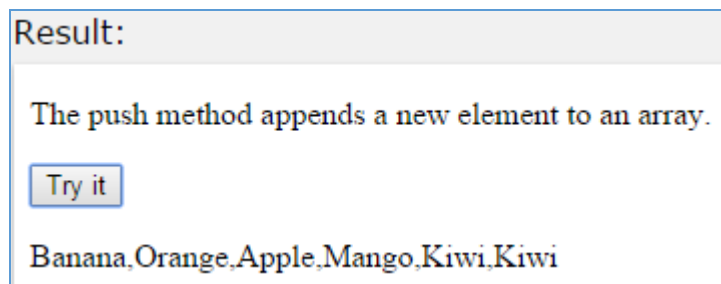 Result:
The push method appends a new element to an array.
Try it
Banana,Orange,Apple,Mango,Kiwi,Kiwi